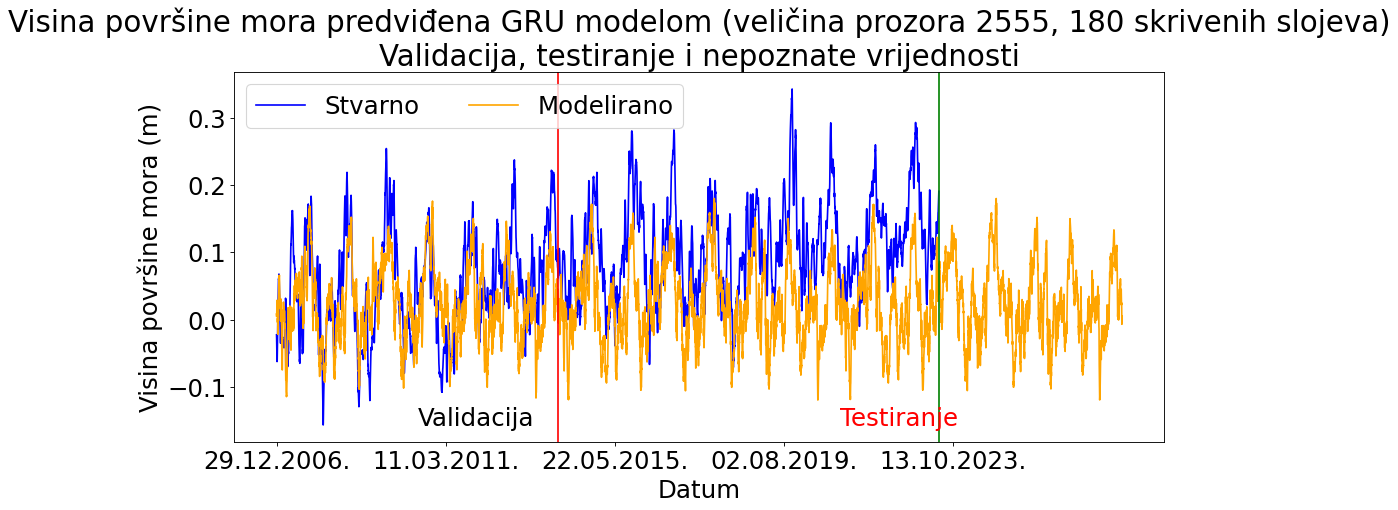 Visina površine mora predviđena GRU modelom (veličina prozora 2555, 180 skrivenih slojeva)
Validacija, testiranje i nepoznate vrijednosti
Stvarno
Modelirano
Visina površine mora (m)
0.3
0.2
0.1
0.0
−0.1
Validacija
Testiranje
29.12.2006.
11.03.2011.
22.05.2015.
02.08.2019.
13.10.2023.
Datum